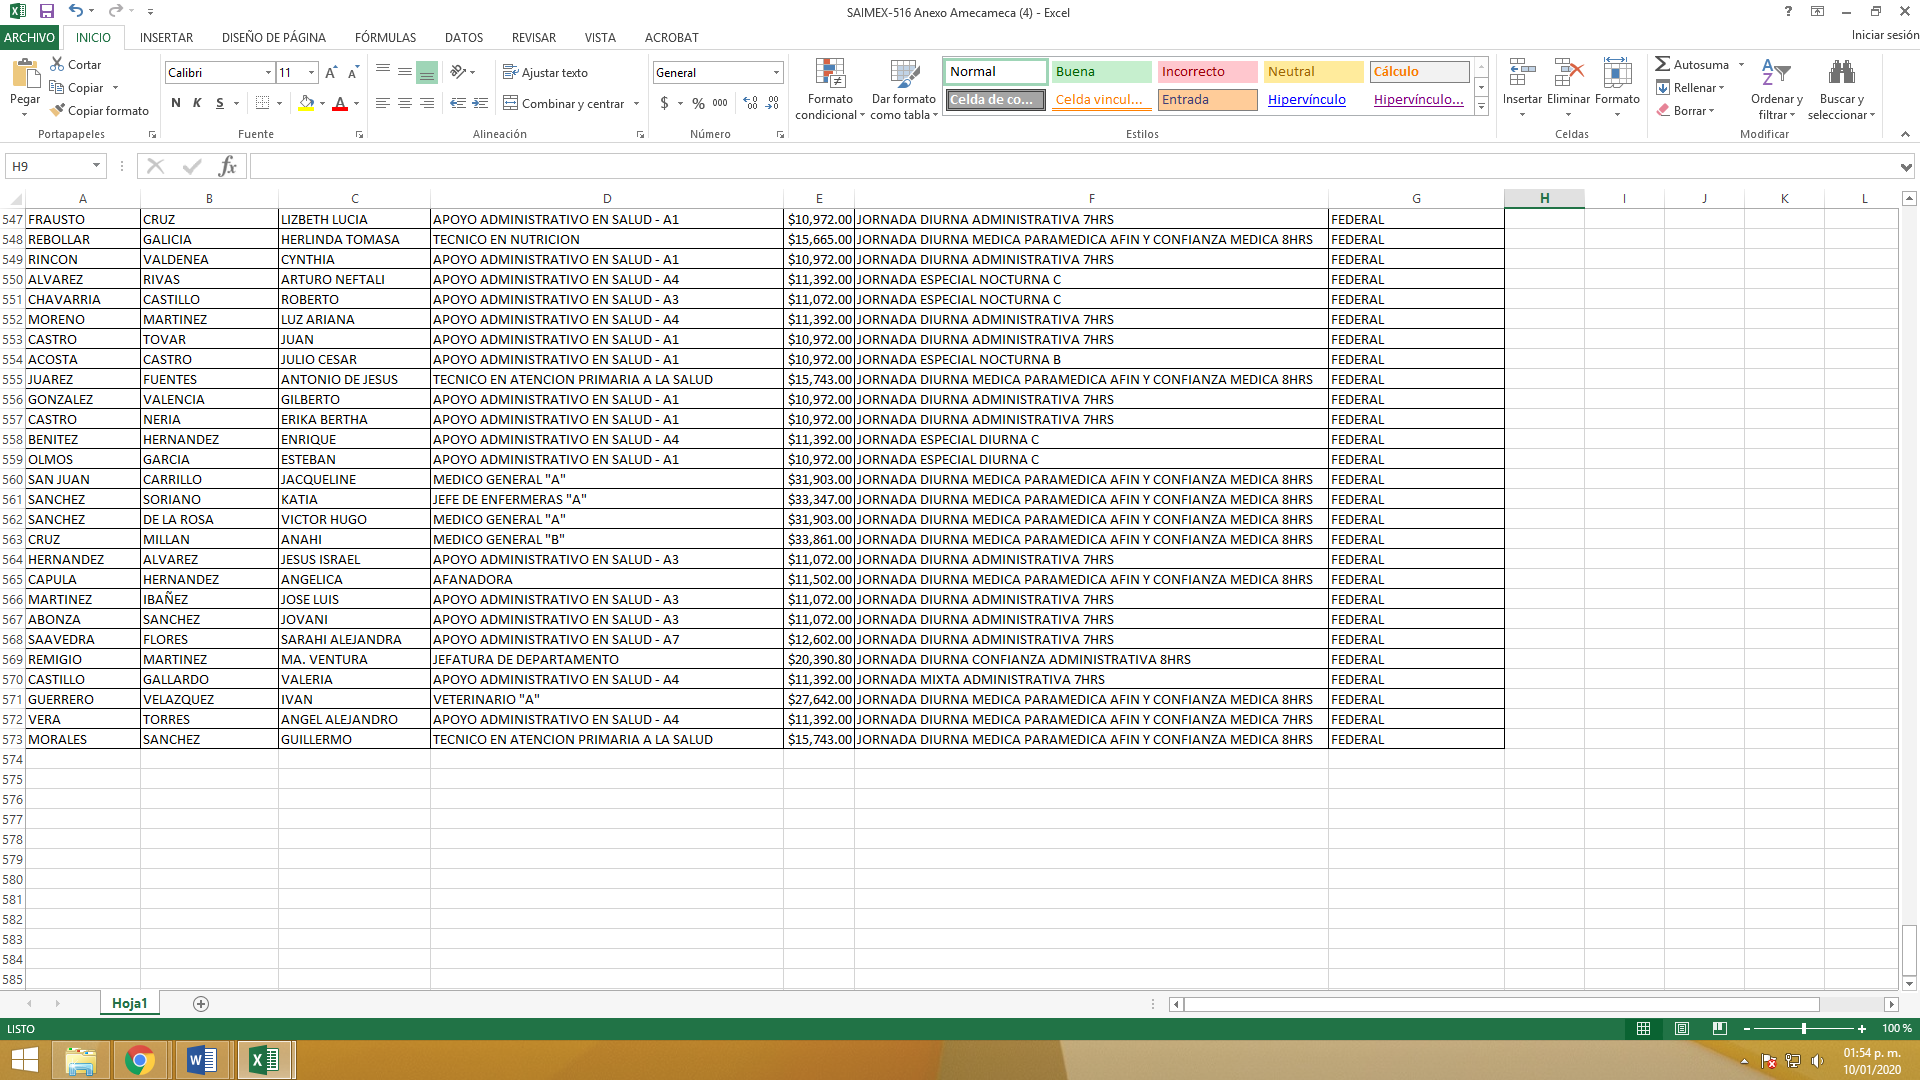 SAIMEX-516 Anexo Amecameca (4) - Excel
?
ARCHIVO INICIO INSERTAR DISEÑO DE PÁGINA FÓRMULAS DATOS REVISAR VISTA ACROBAT Iniciar sesión
Pegar
Cortar
Copiar
Copiar formato
Portapapeles
Calibri 11
N K S
Fuente
Ajustar texto
Combinar y centrar
Alineación
General
$ % 000
Número
Formato condicional
Dar formato como tabla
Normal Buena Incorrecto Neutral Cálculo
Celda de co... Celda vincul... Entrada Hipervínculo Hipervínculo...
Estilos
Insertar Eliminar Formato
Celdas
Autosuma
Rellenar
Borrar
Ordenar y filtrar
Buscar y seleccionar
Modificar
H9 fx
A B C D E F G H I J K L
547 FRAUSTO CRUZ LIZBETH LUCIA APOYO ADMINISTRATIVO EN SALUD - A1 $10,972.00 JORNADA DIURNA ADMINISTRATIVA 7HRS FEDERAL
548 REBOLLAR GALICIA HERLINDA TOMASA TECNICO EN NUTRICION $15,665.00 JORNADA DIURNA MEDICA PARAMEDICA AFIN Y CONFIANZA MEDICA 8HRS FEDERAL
549 RINCON VALDENEA CYNTHIA APOYO ADMINISTRATIVO EN SALUD - A1 $10,972.00 JORNADA DIURNA ADMINISTRATIVA 7HRS FEDERAL
550 ALVAREZ RIVAS ARTURO NEFTALI APOYO ADMINISTRATIVO EN SALUD - A4 $11,392.00 JORNADA ESPECIAL NOCTURNA C FEDERAL
551 CHAVARRIA CASTILLO ROBERTO APOYO ADMINISTRATIVO EN SALUD - A3 $11,072.00 JORNADA ESPECIAL NOCTURNA C FEDERAL
552 MORENO MARTINEZ LUZ ARIANA APOYO ADMINISTRATIVO EN SALUD - A4 $11,392.00 JORNADA DIURNA ADMINISTRATIVA 7HRS FEDERAL
553 CASTRO TOVAR JUAN APOYO ADMINISTRATIVO EN SALUD - A1 $10,972.00 JORNADA DIURNA ADMINISTRATIVA 7HRS FEDERAL
554 ACOSTA CASTRO JULIO CESAR APOYO ADMINISTRATIVO EN SALUD - A1 $10,972.00 JORNADA ESPECIAL NOCTURNA B FEDERAL
555 JUAREZ FUENTES ANTONIO DE JESUS TECNICO EN ATENCION PRIMARIA A LA SALUD $15,743.00 JORNADA DIURNA MEDICA PARAMEDICA AFIN Y CONFIANZA MEDICA 8HRS FEDERAL
556 GONZALEZ VALENCIA GILBERTO APOYO ADMINISTRATIVO EN SALUD - A1 $10,972.00 JORNADA DIURNA ADMINISTRATIVA 7HRS FEDERAL
557 CASTRO NERIA ERIKA BERTHA APOYO ADMINISTRATIVO EN SALUD - A1 $10,972.00 JORNADA DIURNA ADMINISTRATIVA 7HRS FEDERAL
558 BENITEZ HERNANDEZ ENRIQUE APOYO ADMINISTRATIVO EN SALUD - A4 $11,392.00 JORNADA ESPECIAL DIURNA C FEDERAL
559 OLMOS GARCIA ESTEBAN APOYO ADMINISTRATIVO EN SALUD - A1 $10,972.00 JORNADA ESPECIAL DIURNA C FEDERAL
560 SAN JUAN CARRILLO JACQUELINE MEDICO GENERAL "A" $31,903.00 JORNADA DIURNA MEDICA PARAMEDICA AFIN Y CONFIANZA MEDICA 8HRS FEDERAL
561 SANCHEZ SORIANO KATIA JEFE DE ENFERMERAS "A" $33,347.00 JORNADA DIURNA MEDICA PARAMEDICA AFIN Y CONFIANZA MEDICA 8HRS FEDERAL
562 SANCHEZ DE LA ROSA VICTOR HUGO MEDICO GENERAL "A" $31,903.00 JORNADA DIURNA MEDICA PARAMEDICA AFIN Y CONFIANZA MEDICA 8HRS FEDERAL
563 CRUZ MILLAN ANAHI MEDICO GENERAL "B" $33,861.00 JORNADA DIURNA MEDICA PARAMEDICA AFIN Y CONFIANZA MEDICA 8HRS FEDERAL
564 HERNANDEZ ALVAREZ JESUS ISRAEL APOYO ADMINISTRATIVO EN SALUD - A3 $11,072.00 JORNADA DIURNA ADMINISTRATIVA 7HRS FEDERAL
565 CAPULA HERNANDEZ ANGELICA AFANADORA $11,502.00 JORNADA DIURNA MEDICA PARAMEDICA AFIN Y CONFIANZA MEDICA 8HRS FEDERAL
566 MARTINEZ IBAÑEZ JOSE LUIS APOYO ADMINISTRATIVO EN SALUD - A3 $11,072.00 JORNADA DIURNA ADMINISTRATIVA 7HRS FEDERAL
567 ABONZA SANCHEZ JOVANI APOYO ADMINISTRATIVO EN SALUD - A3 $11,072.00 JORNADA DIURNA ADMINISTRATIVA 7HRS FEDERAL
568 SAAVEDRA FLORES SARAHI ALEJANDRA APOYO ADMINISTRATIVO EN SALUD - A7 $12,602.00 JORNADA DIURNA ADMINISTRATIVA 7HRS FEDERAL
569 REMIGIO MARTINEZ MA. VENTURA JEFATURA DE DEPARTAMENTO $20,390.80 JORNADA DIURNA CONFIANZA ADMINISTRATIVA 8HRS FEDERAL
570 CASTILLO GALLARDO VALERIA APOYO ADMINISTRATIVO EN SALUD - A4 $11,392.00 JORNADA MIXTA ADMINISTRATIVA 7HRS FEDERAL
571 GUERRERO VELAZQUEZ IVAN VETERINARIO "A" $27,642.00 JORNADA DIURNA MEDICA PARAMEDICA AFIN Y CONFIANZA MEDICA 8HRS FEDERAL
572 VERA TORRES ANGEL ALEJANDRO APOYO ADMINISTRATIVO EN SALUD - A4 $11,392.00 JORNADA DIURNA MEDICA PARAMEDICA AFIN Y CONFIANZA MEDICA 7HRS FEDERAL
573 MORALES SANCHEZ GUILLERMO TECNICO EN ATENCION PRIMARIA A LA SALUD $15,743.00 JORNADA DIURNA MEDICA PARAMEDICA AFIN Y CONFIANZA MEDICA 8HRS FEDERAL
574
575
576
577
578
579
580
581
582
583
584
585
Hoja1
LISTO 100 %
01:54 p. m.
10/01/2020